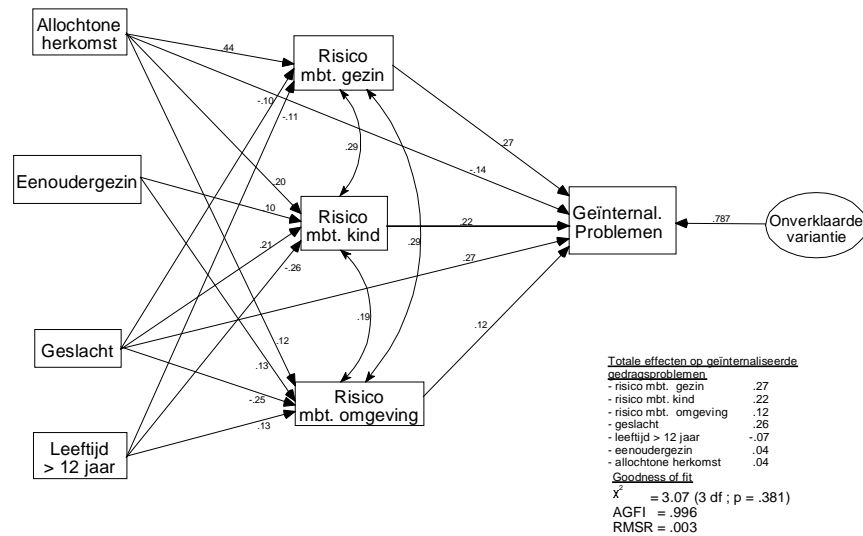 Allochtone
herkomst
Eenoudergezin
Geslacht
Leeftijd
> 12 jaar
Risico
mbt. gezin
Risico
mbt. kind
Risico
mbt. omgeving
Geïnternal.
Problemen
Onverklaarde
variantie
.44
-.10
-.11
.20
.10
.21
-.26
.12
.13
-.25
.13
.29
.29
.19
.27
-.14
.22
.27
.12
.787
Totale effecten op geïnternaliseerde
gedragsproblemen
- risico mbt. gezin .27
- risico mbt. kind .22
- risico mbt. omgeving .12
- geslacht .26
- leeftijd > 12 jaar -.07
- eenoudergezin .04
- allochtone herkomst .04
Goodness of fit
χ² = 3.07 (3 df ; p = .381)
AGFI = .996
RMSR = .003